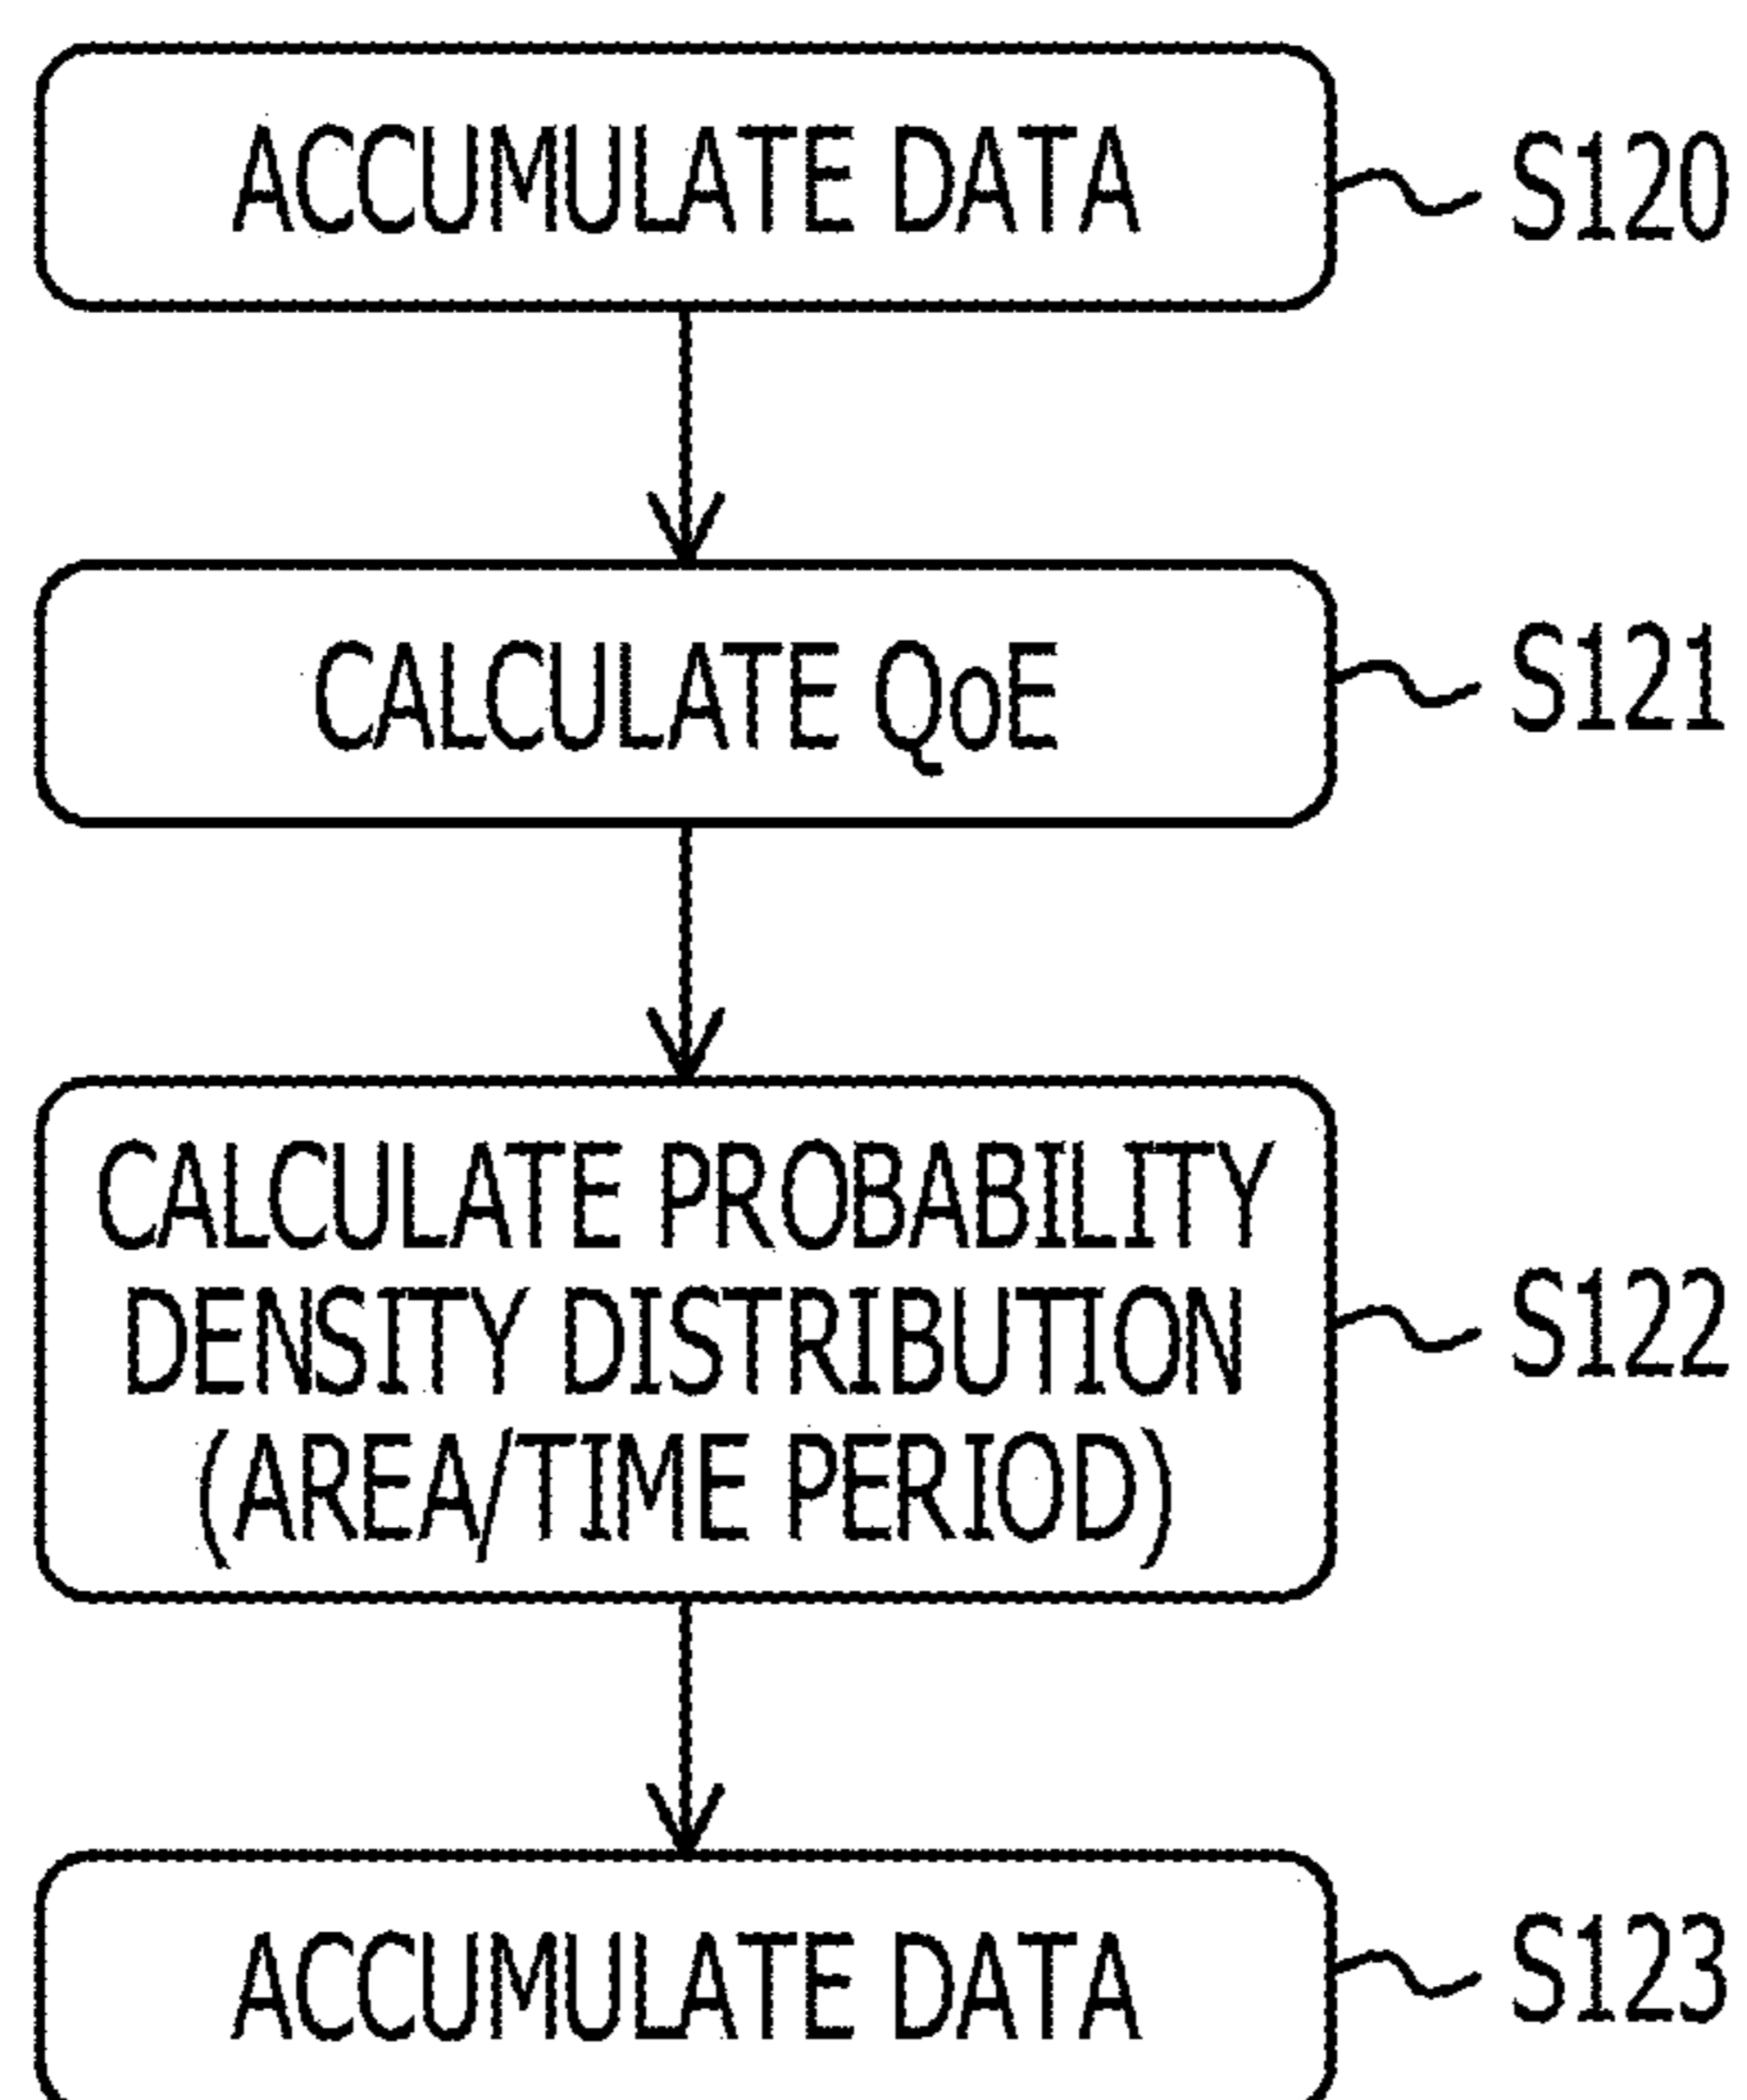 ACCUMULATE DATA
S120
CALCULATE QoE
S121
CALCULATE PROBABILITY
DENSITY DISTRIBUTION
(AREA/TIME PERIOD)
S122
ACCUMULATE DATA
S123